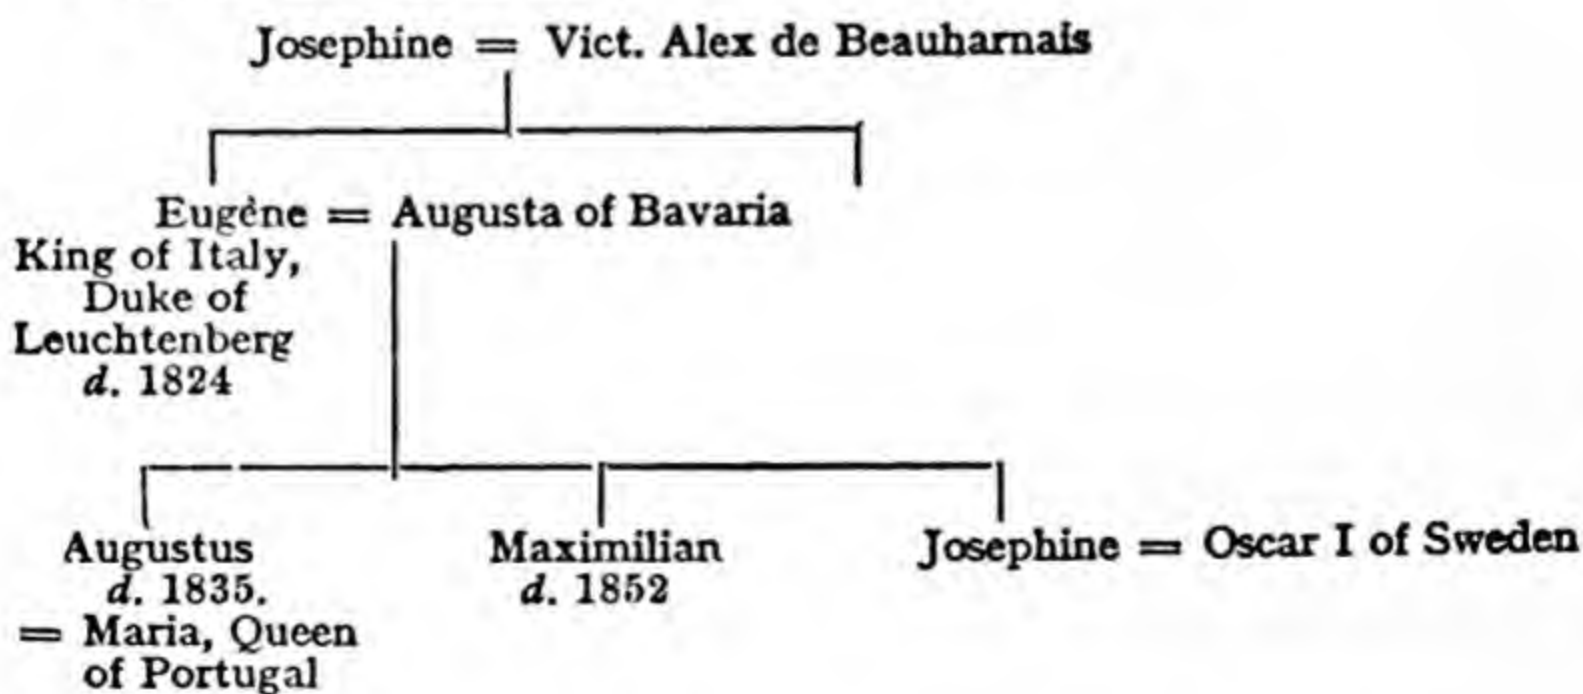 Josephine = Vict. Alex de Beauharnais
Eugène = Augusta of Bavaria
King of Italy,
Duke of
Leuchtenberg
d. 1824
Augustus
d. 1835.
= Maria, Queen
of Portugal
Maximilian
d. 1852
Josephine = Oscar I of Sweden